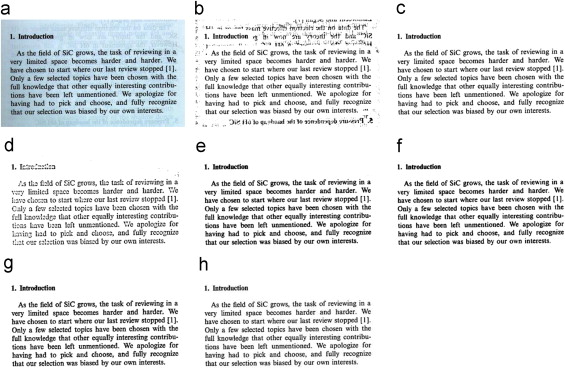 a
1. Introduction
As the field of SiC grows, the task of reviewing in a
very limited space becomes harder and harder. We
have chosen to start where our last review stopped [1].
Only a few selected topics have been chosen with the
full knowledge that other equally interesting contribu-
tions have been left unmentioned. We apologize for
having had to pick and choose, and fully recognize
that our selection was biased by our own interests.
b
1. Introduction
As the field of SiC grows, the task of reviewing in a
very limited space becomes harder and harder. We
have chosen to start where our last review stopped [1].
Only a few selected topics have been chosen with the
full knowledge that other equally interesting contribu-
tions have been left unmentioned. We apologize for
having had to pick and choose, and fully recognize
that our selection was biased by our own interests.
c
1. Introduction
As the field of SiC grows, the task of reviewing in a
very limited space becomes harder and harder. We
have chosen to start where our last review stopped [1].
Only a few selected topics have been chosen with the
full knowledge that other equally interesting contribu-
tions have been left unmentioned. We apologize for
having had to pick and choose, and fully recognize
that our selection was biased by our own interests.
d
1. Introduction
As the field of SiC grows, the task of reviewing in a
very limited space becomes harder and harder. We
have chosen to start where our last review stopped [1].
Only a few selected topics have been chosen with the
full knowledge that other equally interesting contribu-
tions have been left unmentioned. We apologize for
having had to pick and choose, and fully recognize
that our selection was biased by our own interests.
e
1. Introduction
As the field of SiC grows, the task of reviewing in a
very limited space becomes harder and harder. We
have chosen to start where our last review stopped [1].
Only a few selected topics have been chosen with the
full knowledge that other equally interesting contribu-
tions have been left unmentioned. We apologize for
having had to pick and choose, and fully recognize
that our selection was biased by our own interests.
f
1. Introduction
As the field of SiC grows, the task of reviewing in a
very limited space becomes harder and harder. We
have chosen to start where our last review stopped [1].
Only a few selected topics have been chosen with the
full knowledge that other equally interesting contribu-
tions have been left unmentioned. We apologize for
having had to pick and choose, and fully recognize
that our selection was biased by our own interests.
g
1. Introduction
As the field of SiC grows, the task of reviewing in a
very limited space becomes harder and harder. We
have chosen to start where our last review stopped [1].
Only a few selected topics have been chosen with the
full knowledge that other equally interesting contribu-
tions have been left unmentioned. We apologize for
having had to pick and choose, and fully recognize
that our selection was biased by our own interests.
h
1. Introduction
As the field of SiC grows, the task of reviewing in a
very limited space becomes harder and harder. We
have chosen to start where our last review stopped [1].
Only a few selected topics have been chosen with the
full knowledge that other equally interesting contribu-
tions have been left unmentioned. We apologize for
having had to pick and choose, and fully recognize
that our selection was biased by our own interests.